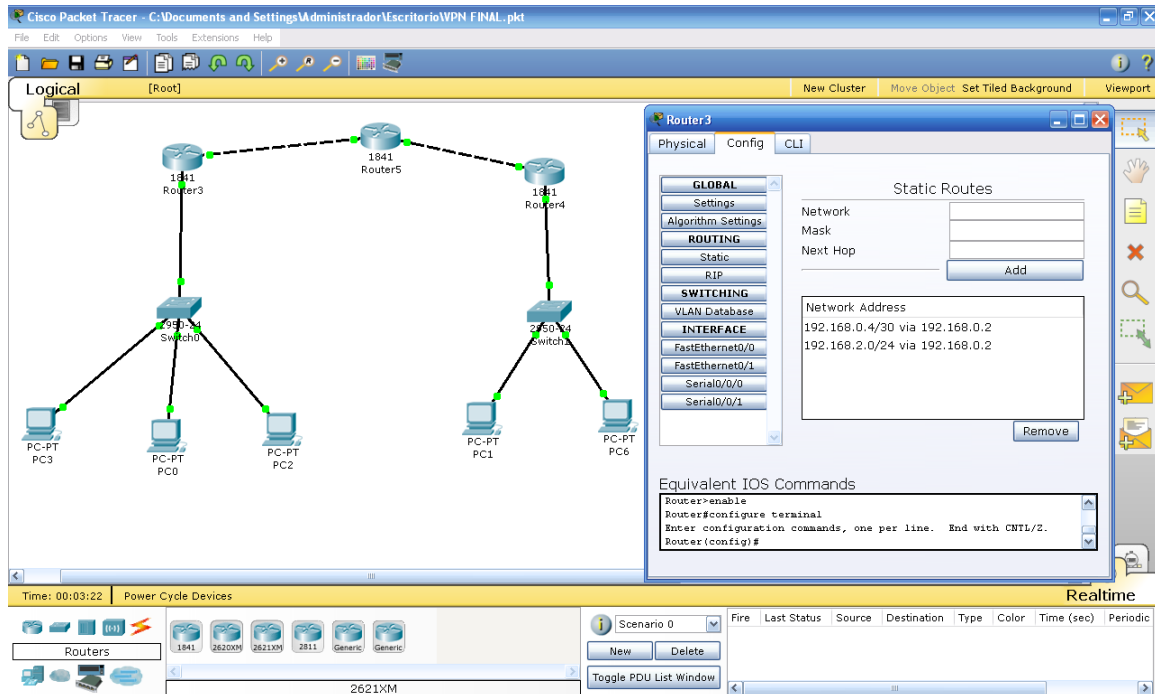 Cisco Packet Tracer - C:\Documents and Settings\Administrador\Escritorio\VPN FINAL.pkt
File Edit Options View Tools Extensions Help
Logical [Root] New Cluster Move Object Set Tiled Background Viewport
1841
Router5
1841
Router3
1841
Router4
2950-24
Switch0
2950-24
Switch1
PC-PT
PC3
PC-PT
PC0
PC-PT
PC2
PC-PT
PC1
PC-PT
PC6
Router3
Physical Config CLI
GLOBAL
Settings
Algorithm Settings
ROUTING
Static
RIP
SWITCHING
VLAN Database
INTERFACE
FastEthernet0/0
FastEthernet0/1
Serial0/0/0
Serial0/0/1
Static Routes
Network
Mask
Next Hop
Add
Network Address
192.168.0.4/30 via 192.168.0.2
192.168.2.0/24 via 192.168.0.2
Remove
Equivalent IOS Commands
Router>enable
Router#configure terminal
Enter configuration commands, one per line. End with CNTL/Z.
Router(config)#
Time: 00:03:22 Power Cycle Devices Realtime
Routers
1841 2620XM 2621XM 2811 Generic Generic
2621XM
Scenario 0
New Delete
Toggle PDU List Window
Fire Last Status Source Destination Type Color Time (sec) Periodic